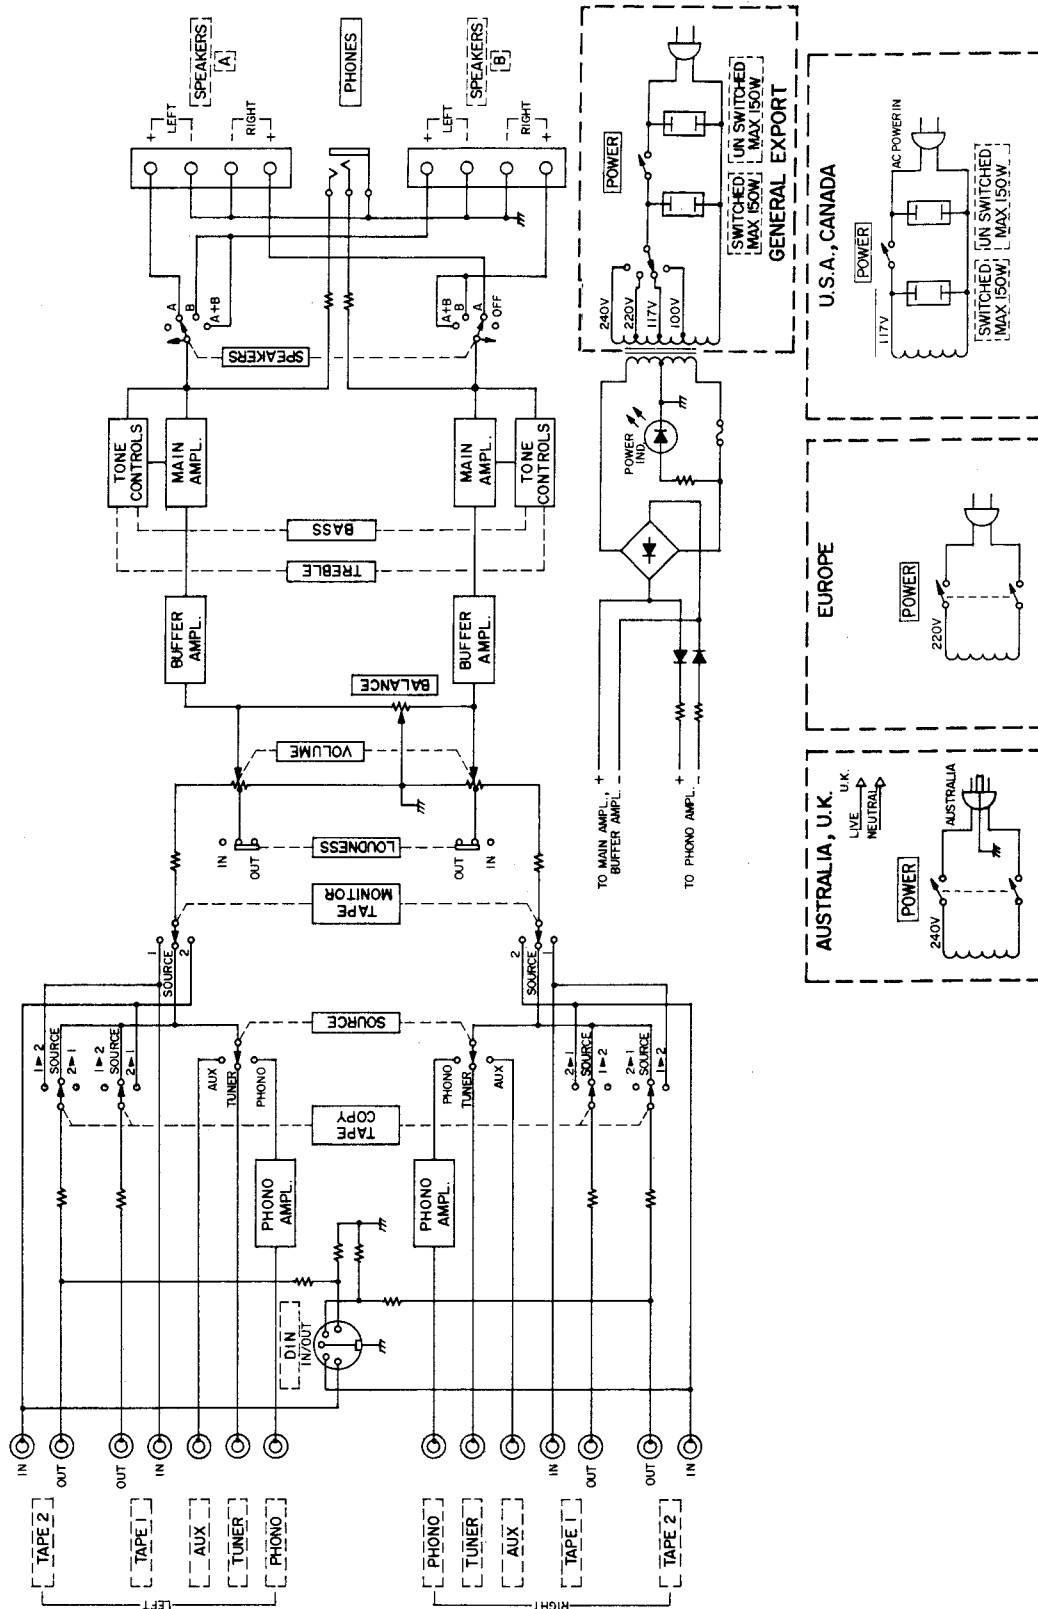 SPEAKERS
A
PHONES
SPEAKERS
B
+
LEFT
RIGHT
+
+
LEFT
RIGHT
+
A
B
A+B
A+B
B
A
OFF
SPEAKERS
TONE
CONTROLS
MAIN
AMPL.
MAIN
AMPL.
TONE
CONTROLS
BASS
TREBLE
BUFFER
AMPL.
BUFFER
AMPL.
BALANCE
VOLUME
IN
OUT
LOUDNESS
OUT
IN
TAPE
MONITOR
1
SOURCE
2
2
SOURCE
1
1►2
SOURCE
2►1
1►2
SOURCE
2►1
AUX
TUNER
PHONO
SOURCE
PHONO
TUNER
AUX
2►1
SOURCE
1►2
2►1
SOURCE
1►2
TAPE
COPY
PHONO
AMPL.
PHONO
AMPL.
DIN
IN/OUT
IN
OUT
OUT
IN
IN
OUT
OUT
IN
TAPE 2
TAPE 1
AUX
TUNER
PHONO
LEFT
PHONO
TUNER
AUX
TAPE 1
TAPE 2
RIGHT
POWER
UN SWITCHED
MAX 150W
SWITCHED
MAX 150W
GENERAL EXPORT
240V
220V
117V
100V
POWER
IND.
TO MAIN AMPL.,
BUFFER AMPL.
+
TO PHONO AMPL.
+
U.S.A., CANADA
AC POWER IN
POWER
117V
UN SWITCHED
MAX 150W
SWITCHED
MAX 150W
EUROPE
POWER
220V
AUSTRALIA, U.K.
LIVE
NEUTRAL
U.K.
AUSTRALIA
POWER
240V